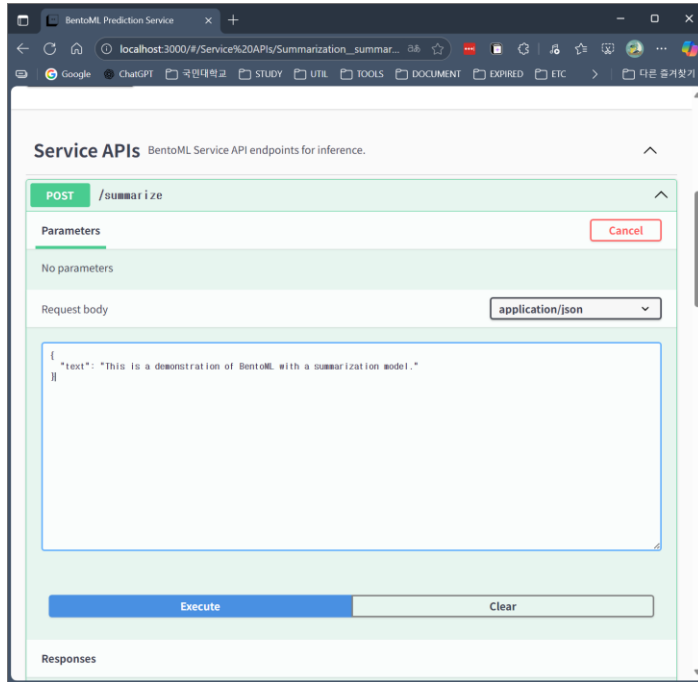 BentoML Prediction Service
localhost:3000/#/Service%20APIs/Summarization__summar...
Google ChatGPT 국민대학교 STUDY UTIL TOOLS DOCUMENT EXPIRED ETC 다른 즐겨찾기
Service APIs BentoML Service API endpoints for inference.
POST /summarize
Parameters Cancel
No parameters
Request body application/json
{
"text": "This is a demonstration of BentoML with a summarization model."
}
Execute Clear
Responses